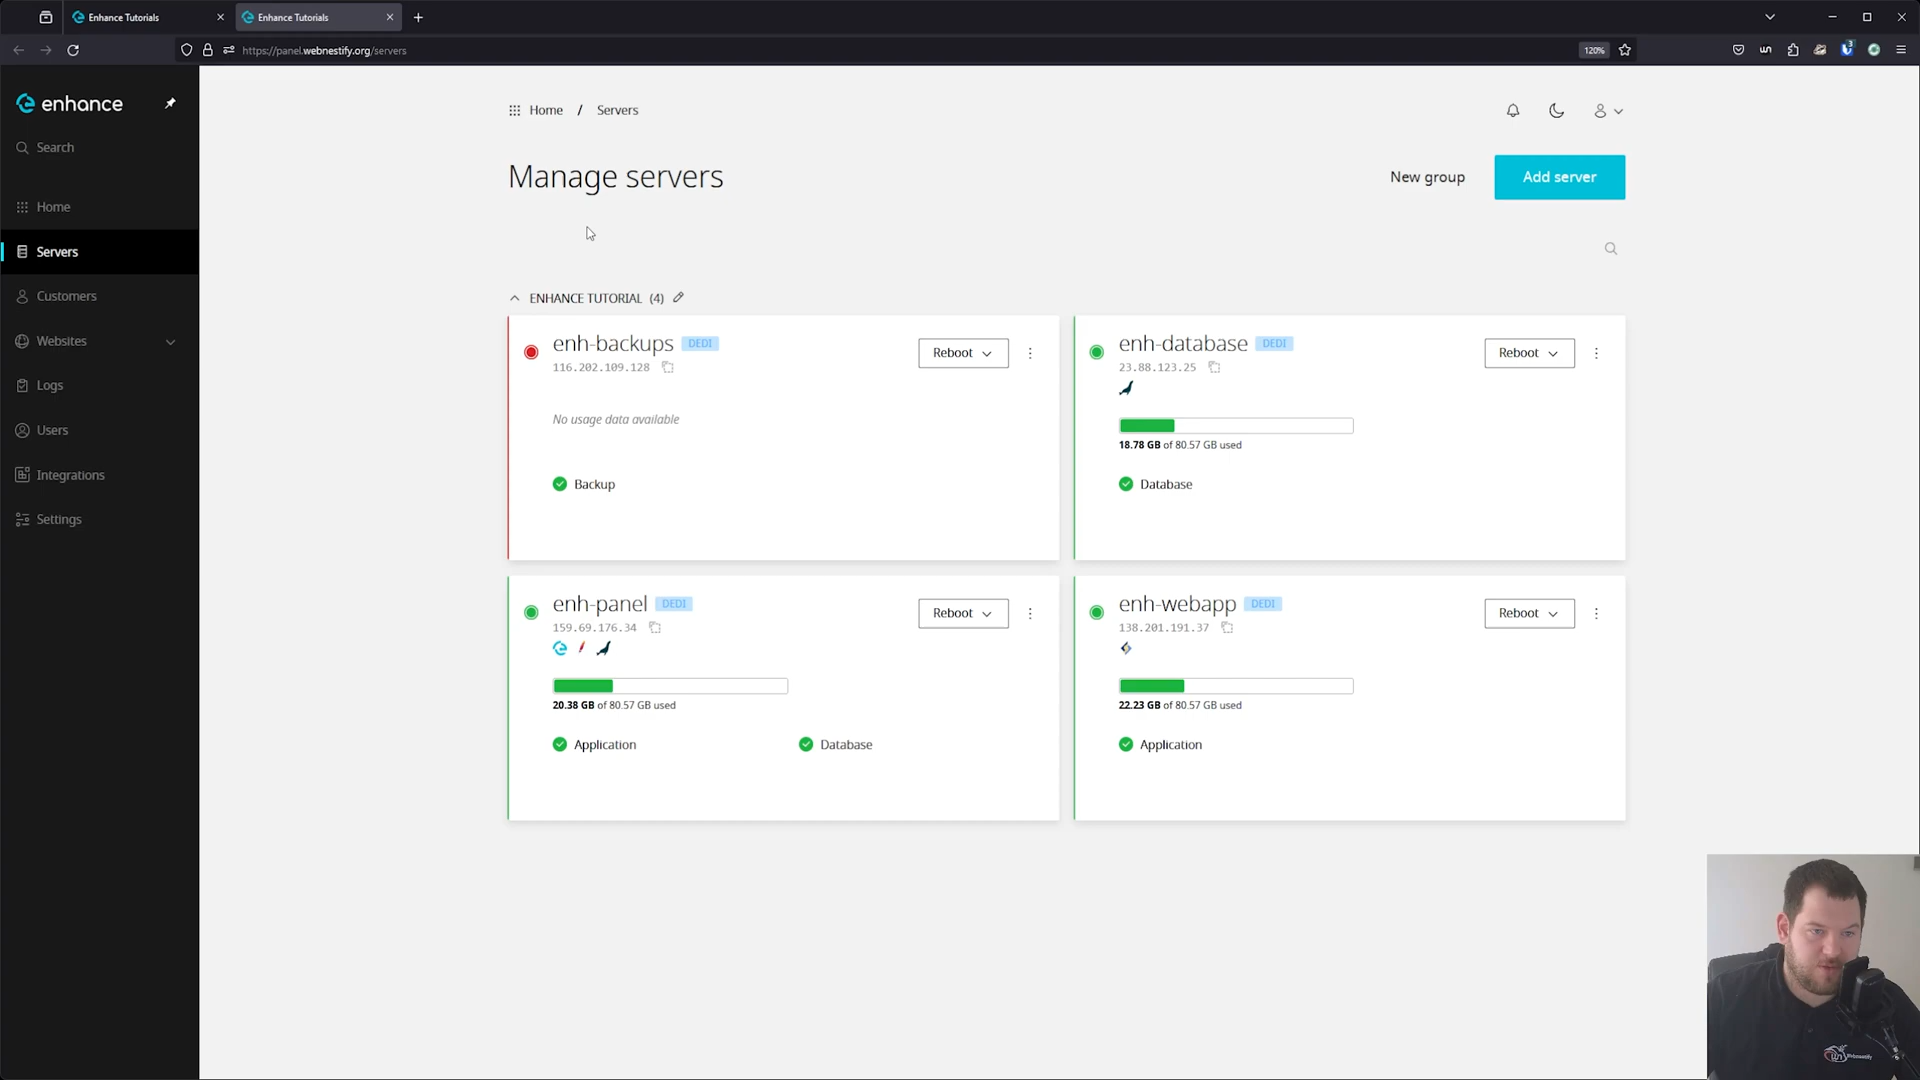 Enhance Tutorials
Enhance Tutorials
https://panel.webnestify.org/servers
120%
3
enhance
Search
Home
Servers
Customers
Websites
Logs
Users
Integrations
Settings
Home / Servers
Manage servers
New group
Add server
ENHANCE TUTORIAL (4)
enh-backups DEDI
116.202.109.128
Reboot
No usage data available
Backup
enh-database DEDI
23.88.123.25
Reboot
18.78 GB of 80.57 GB used
Database
enh-panel DEDI
159.69.176.34
Reboot
20.38 GB of 80.57 GB used
Application
Database
enh-webapp DEDI
138.201.191.37
Reboot
22.23 GB of 80.57 GB used
Application
Webnestify